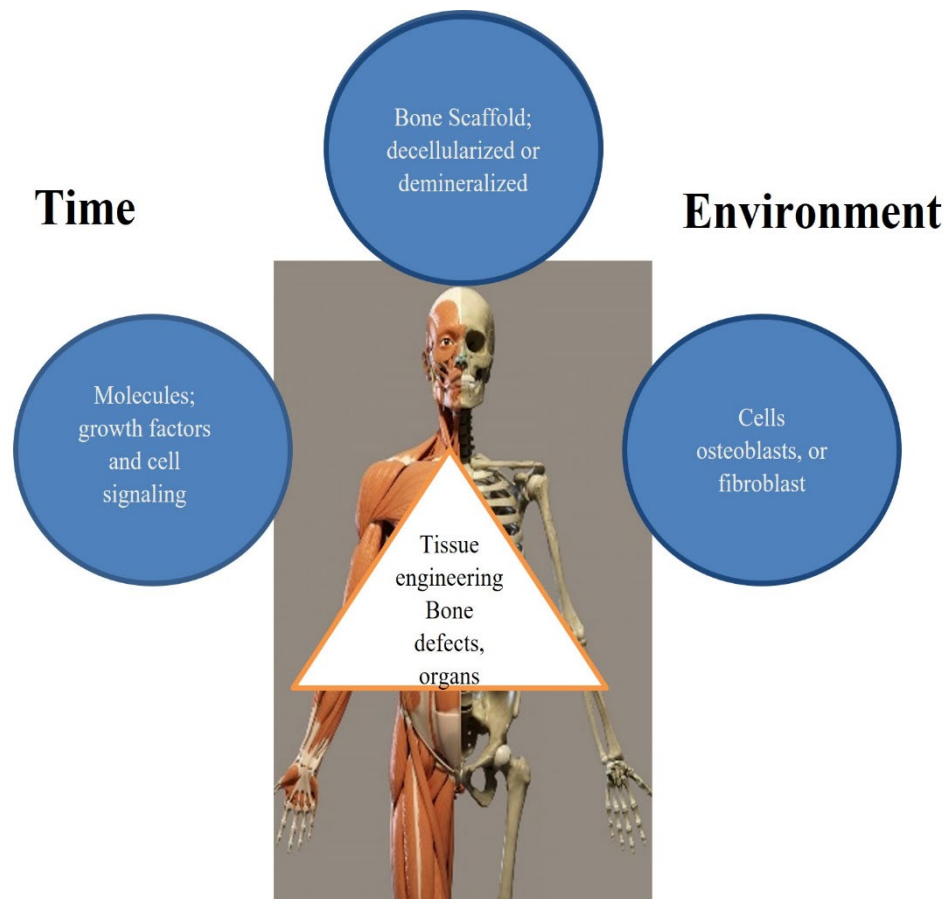 Bone Scaffold;
decellularized or
demineralized
Time
Environment
Molecules;
growth factors
and cell
signaling
Cells
osteoblasts, or
fibroblast
Tissue
engineering
Bone
defects,
organs